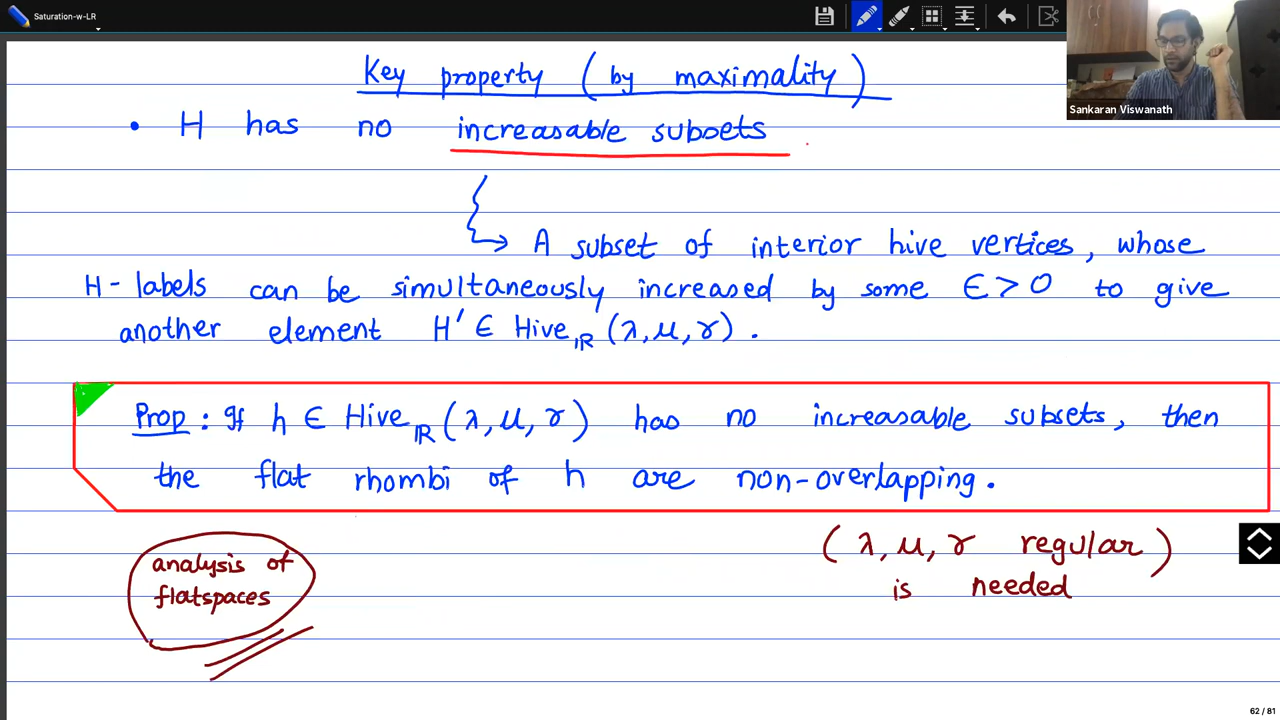 Saturation-w-LR
Sankaran Viswanath
Key property (by maximality)
• H has no increasable subsets
A subset of interior hive vertices, whose
H-labels can be simultaneously increased by some ϵ > 0 to give
another element H' ∈ Hive_ℝ (λ, μ, γ).
Prop: If h ∈ Hive_ℝ (λ, μ, γ) has no increasable subsets, then
the flat rhombi of h are non-overlapping.
(λ, μ, γ regular)
is needed
analysis of
flatspaces
62 / 81